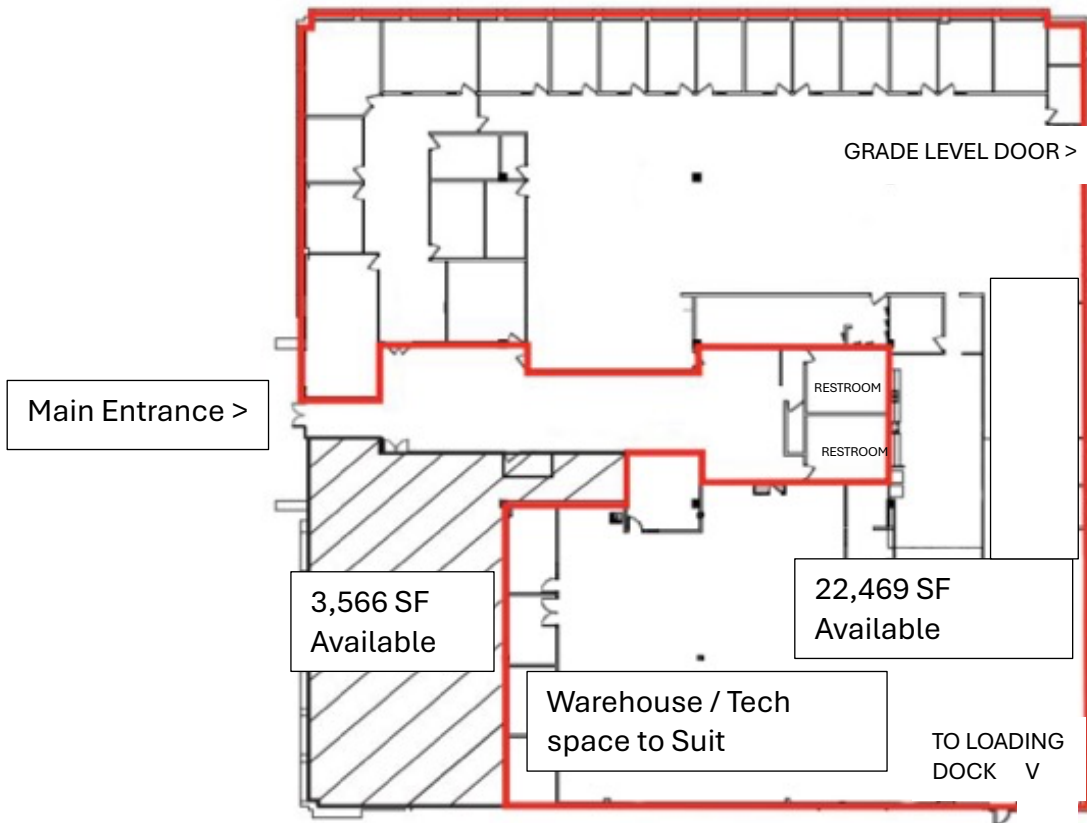 GRADE LEVEL DOOR >
RESTROOM
Main Entrance >
RESTROOM
3,566 SF
Available
22,469 SF
Available
Warehouse / Tech
space to Suit
TO LOADING
DOCK V